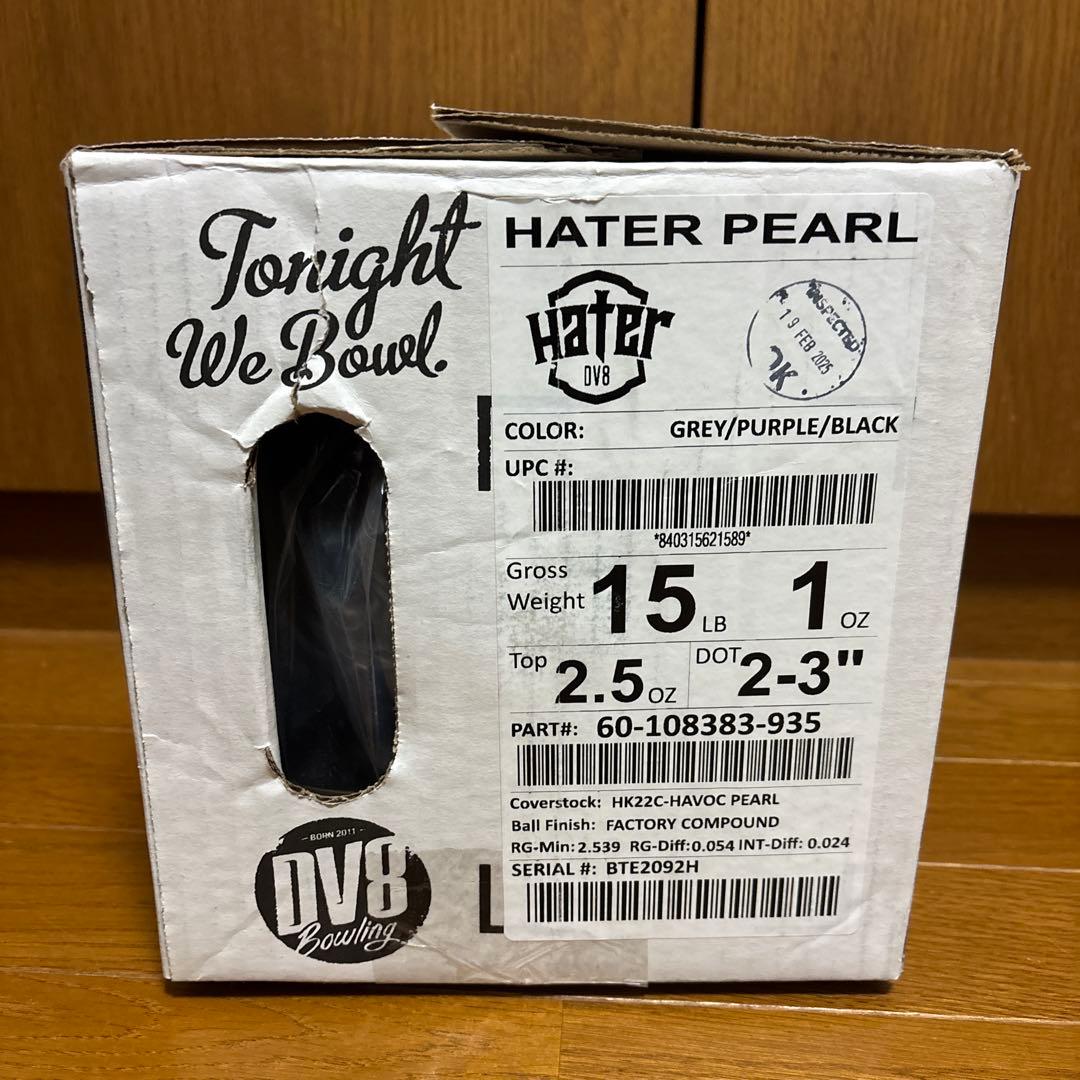 Tonight
We Bowl.
HATER PEARL
Hater
DV8
INSPECTED
19 FEB 2025
COLOR: GREY/PURPLE/BLACK
UPC #:
*840315621589*
Gross
Weight 15 LB 1 OZ
Top 2.5 OZ DOT 2-3"
PART#: 60-108383-935
Coverstock: HK22C-HAVOC PEARL
Ball Finish: FACTORY COMPOUND
RG-Min: 2.539 RG-Diff: 0.054 INT-Diff: 0.024
SERIAL #: BTE2092H
- BORN 2011 -
DV8
Bowling